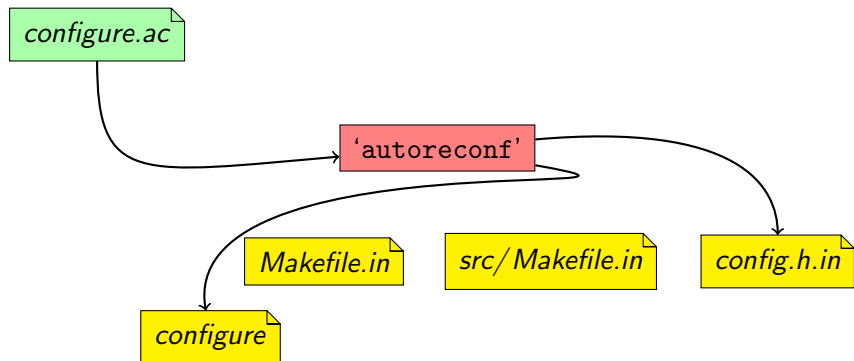 configure.ac
‘autoreconf’
Makefile.in
src/Makefile.in
config.h.in
configure